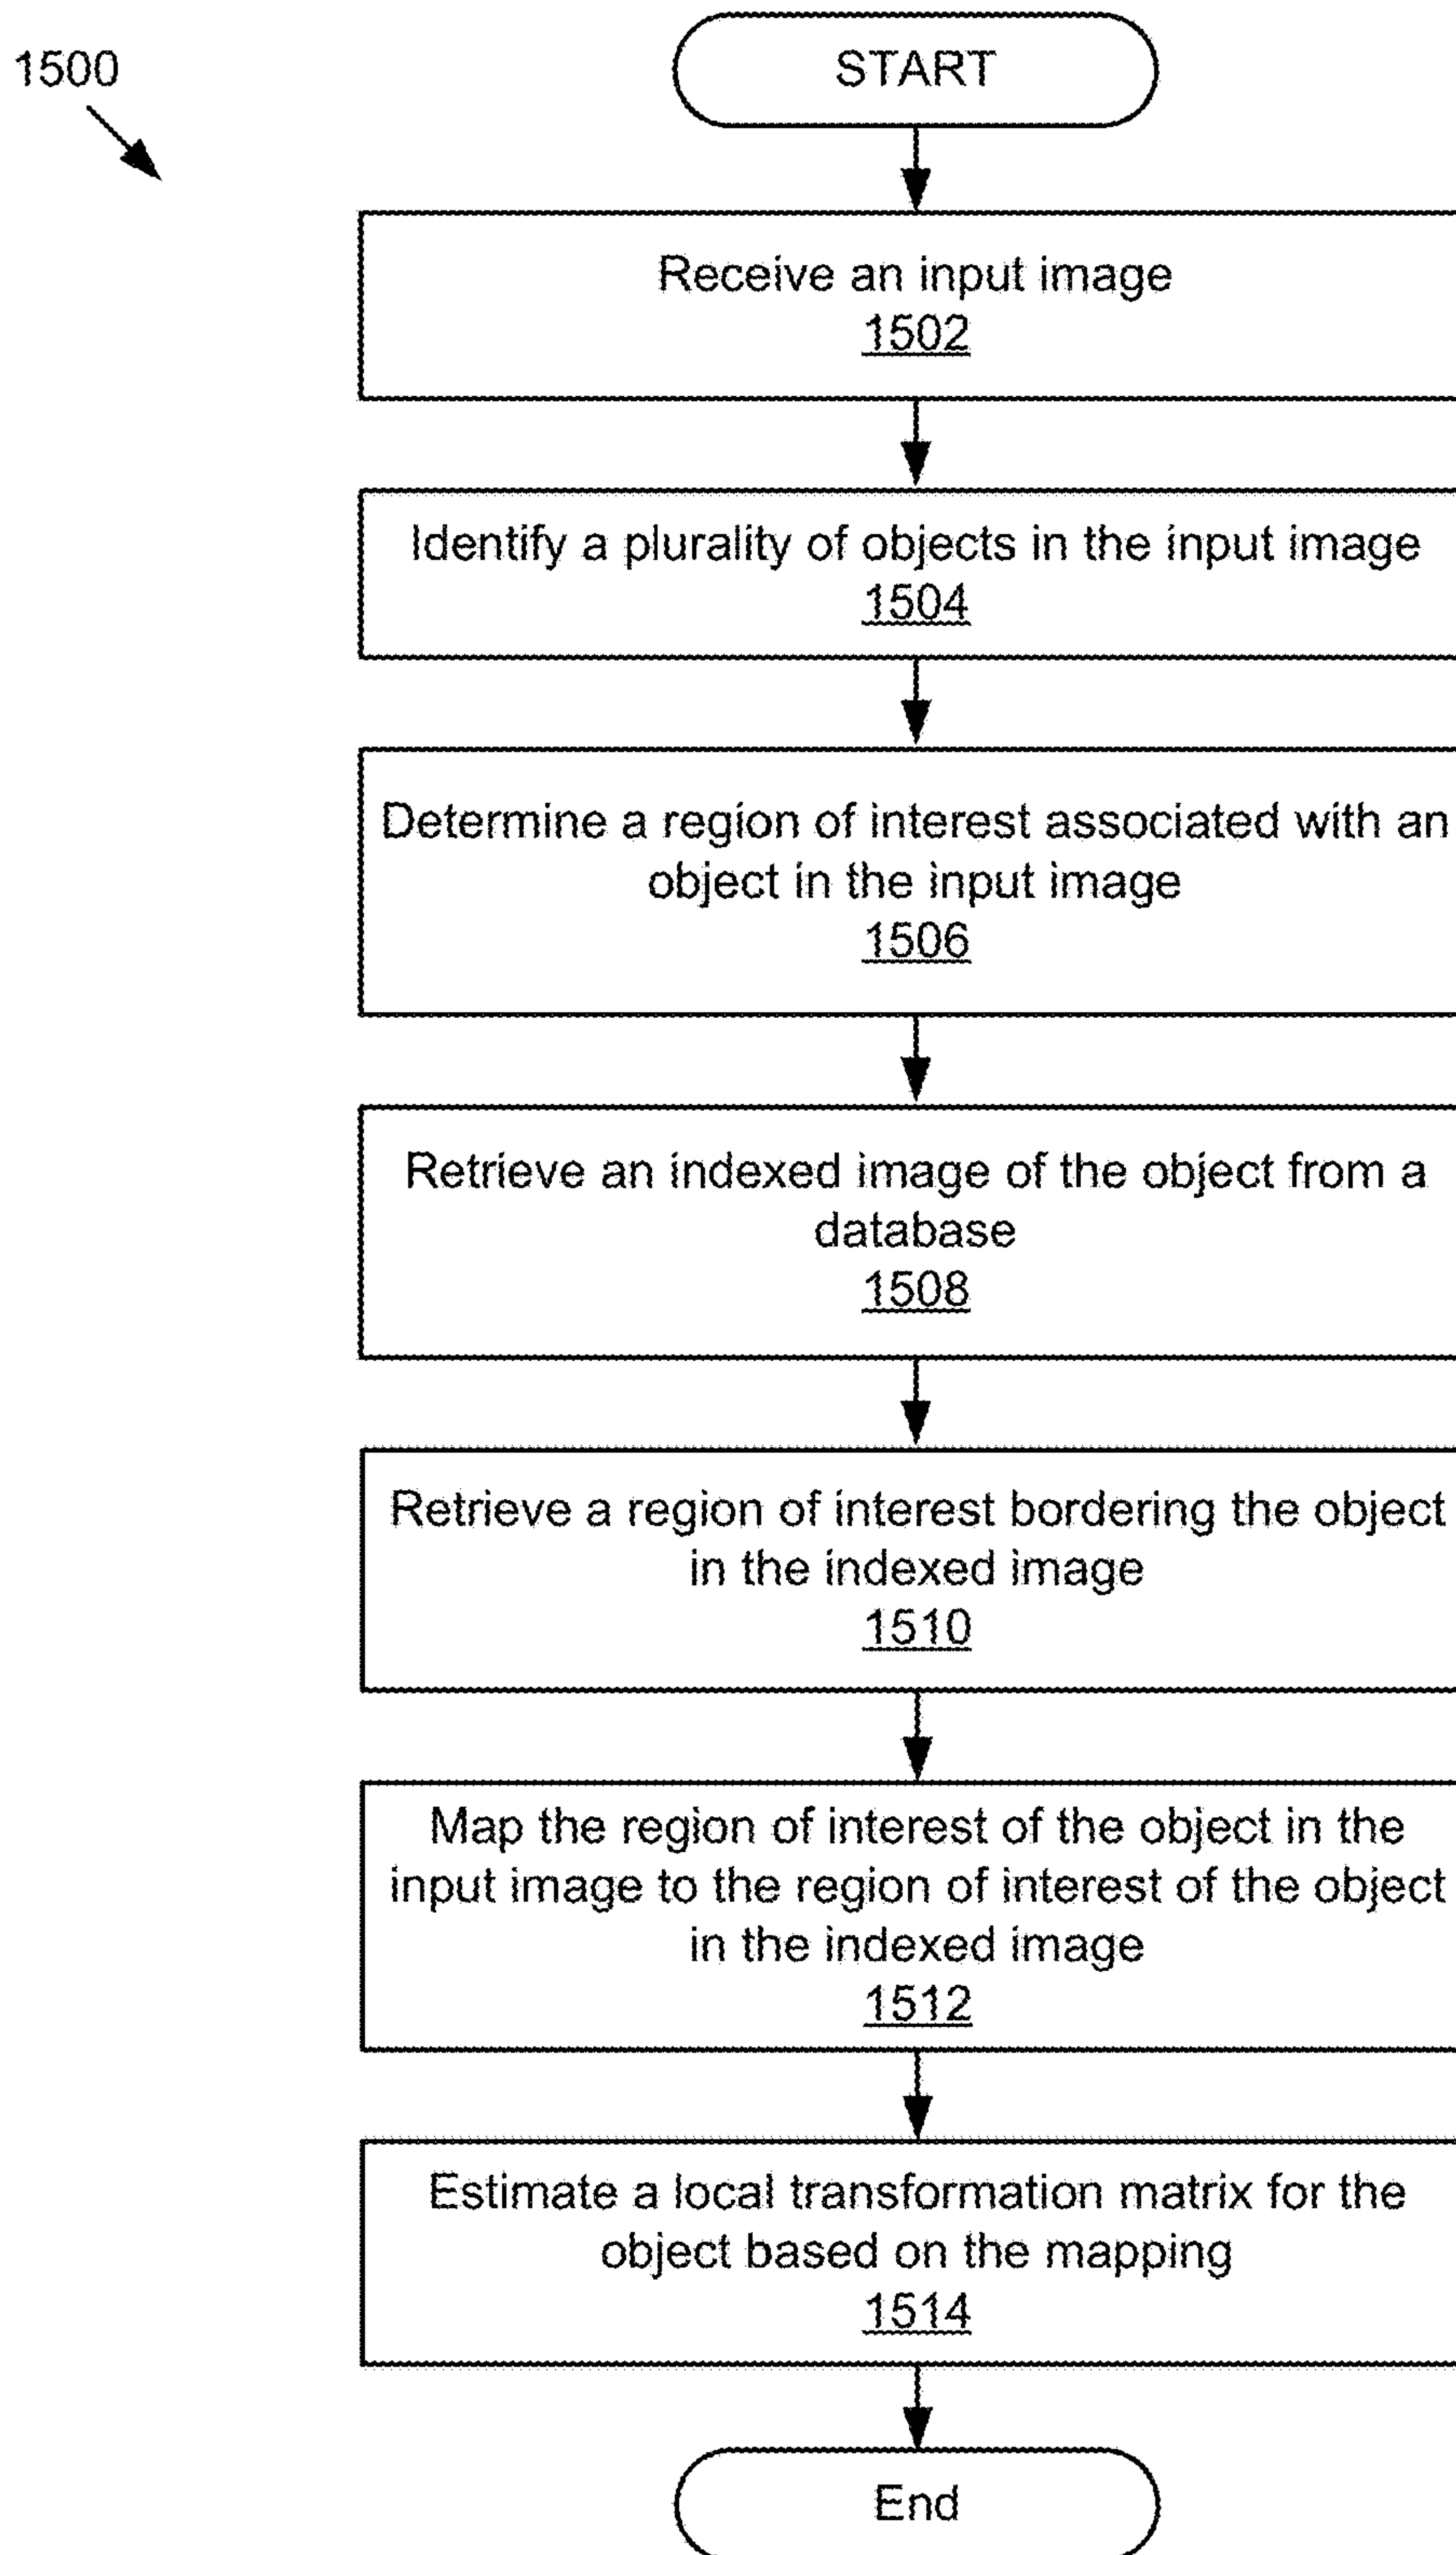 1500
START
Receive an input image
1502
Identify a plurality of objects in the input image
1504
Determine a region of interest associated with an
object in the input image
1506
Retrieve an indexed image of the object from a
database
1508
Retrieve a region of interest bordering the object
in the indexed image
1510
Map the region of interest of the object in the
input image to the region of interest of the object
in the indexed image
1512
Estimate a local transformation matrix for the
object based on the mapping
1514
End